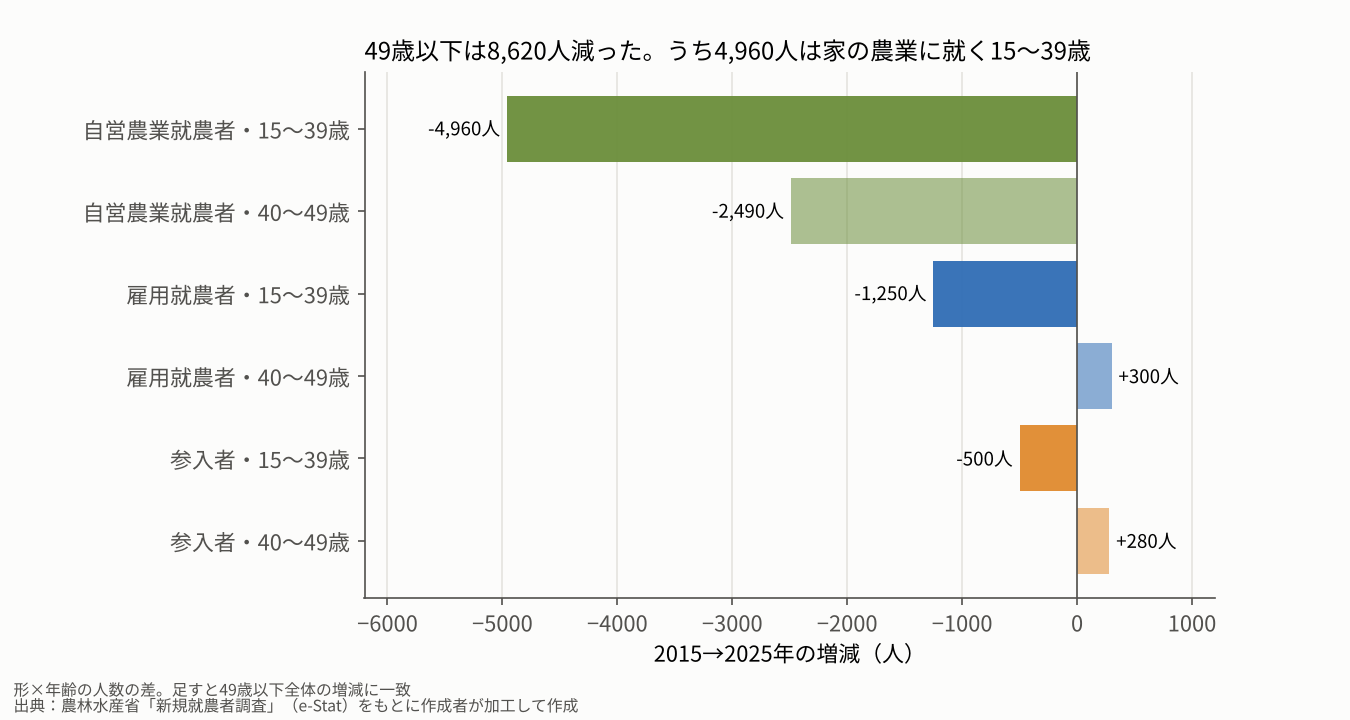 49歳以下は8,620人減った。うち4,960人は家の農業に就く15〜39歳
自営農業就農者・15〜39歳
-4,960人
自営農業就農者・40〜49歳
-2,490人
雇用就農者・15〜39歳
-1,250人
雇用就農者・40〜49歳
+300人
参入者・15〜39歳
-500人
参入者・40〜49歳
+280人
−6000 −5000 −4000 −3000 −2000 −1000 0 1000
2015→2025年の増減（人）
形×年齢の人数の差。足すと49歳以下全体の増減に一致
出典：農林水産省「新規就農者調査」（e-Stat）をもとに作成者が加工して作成